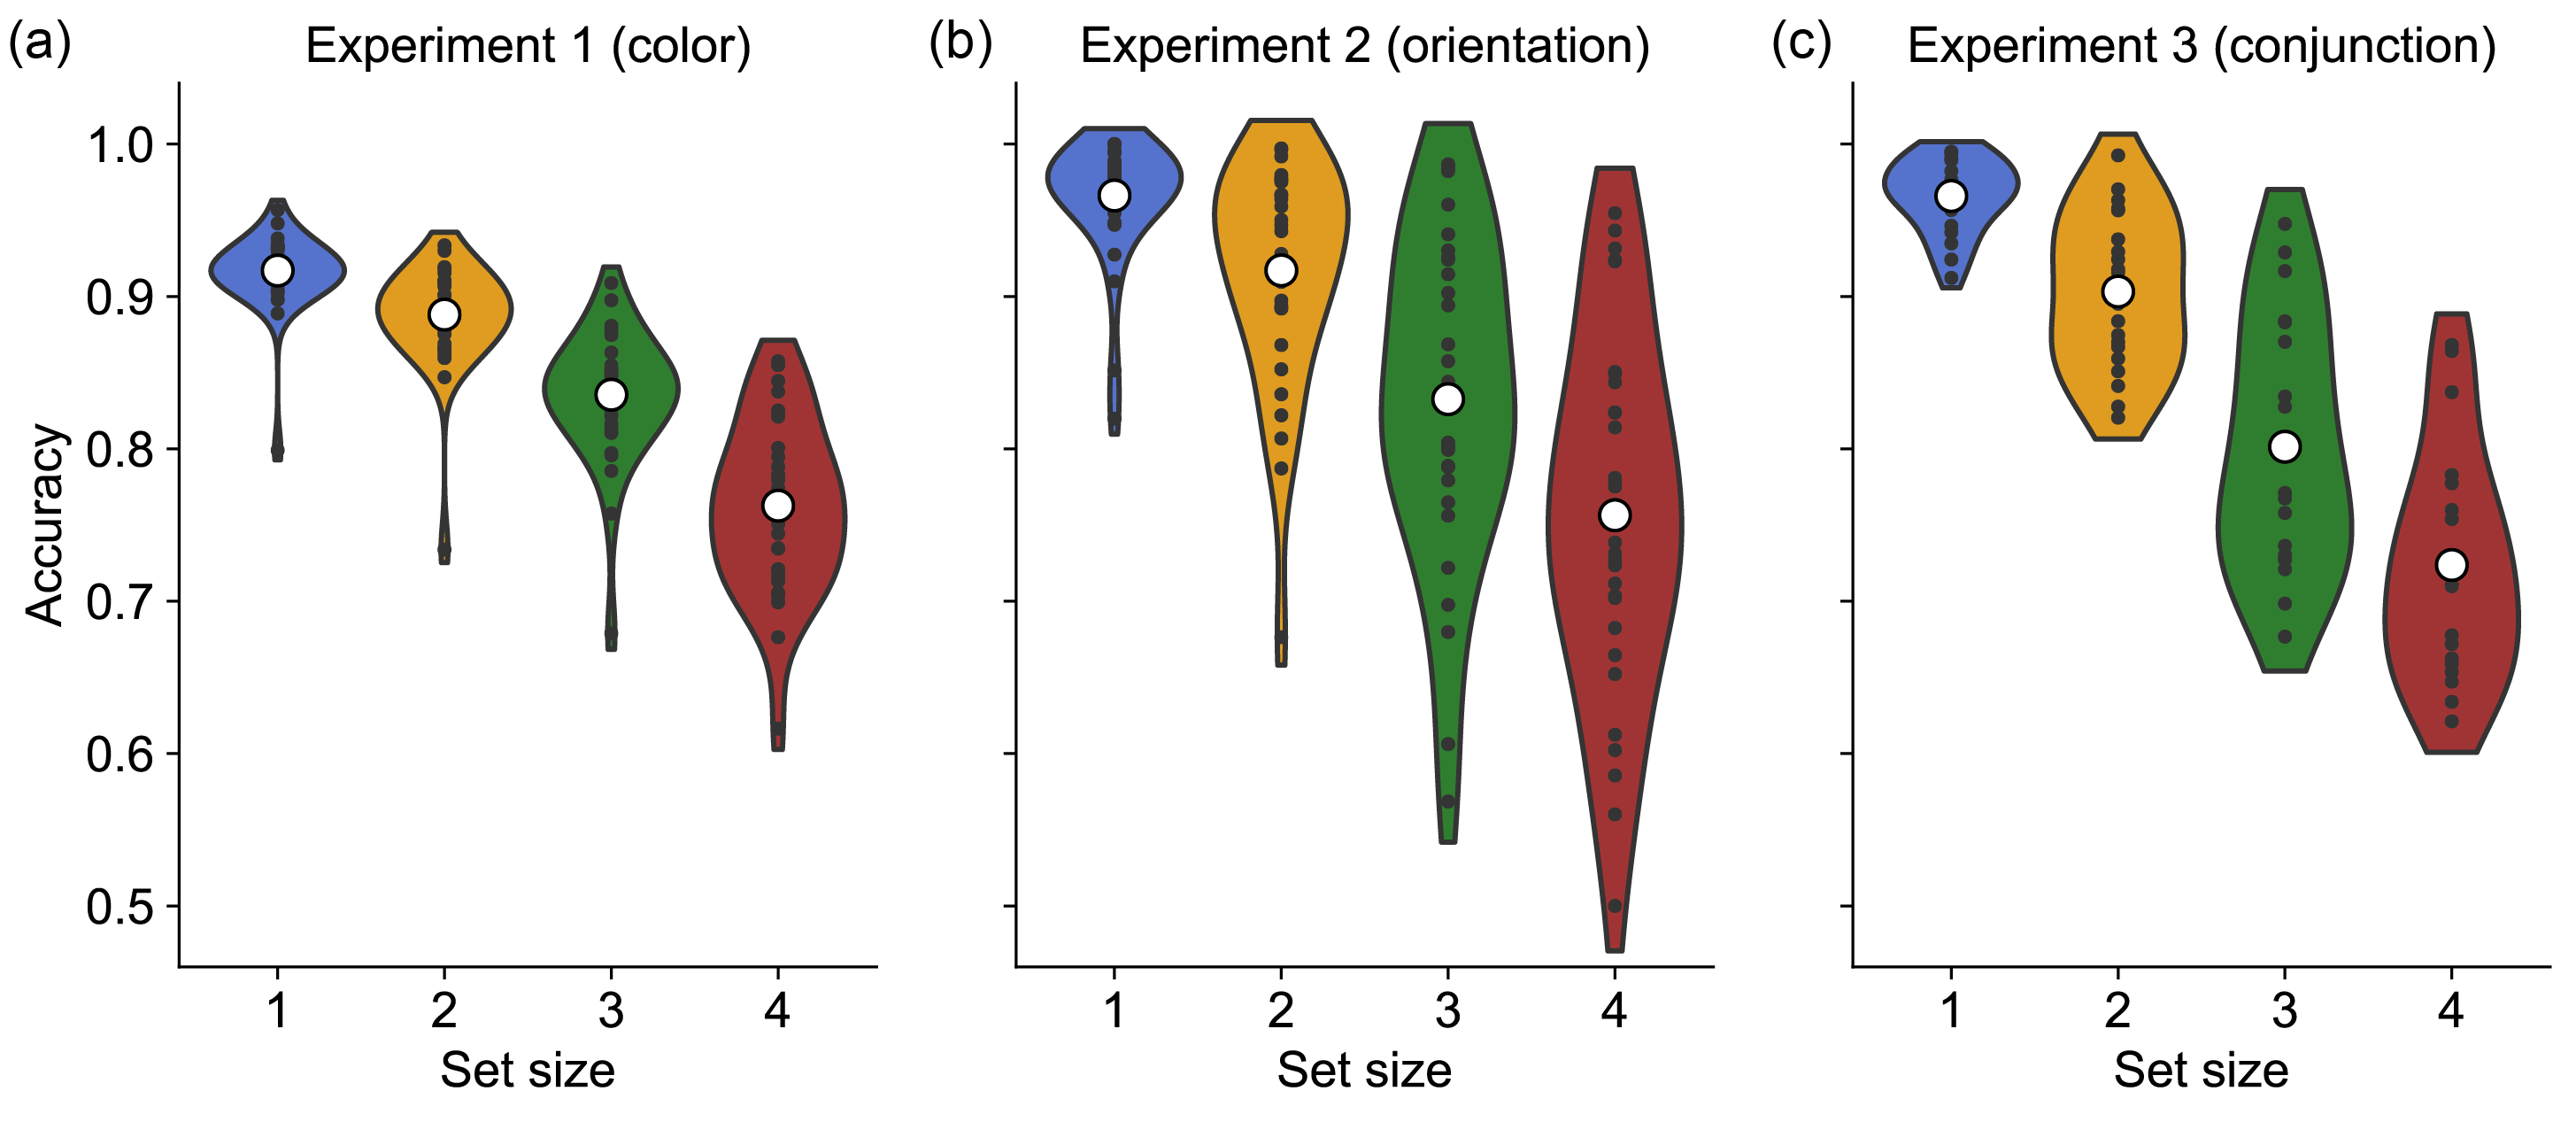 (a) Experiment 1 (color) (b) Experiment 2 (orientation) (c) Experiment 3 (conjunction)
1.0
0.9
0.8
0.7
0.6
0.5
Accuracy
1 2 3 4 1 2 3 4 1 2 3 4
Set size Set size Set size